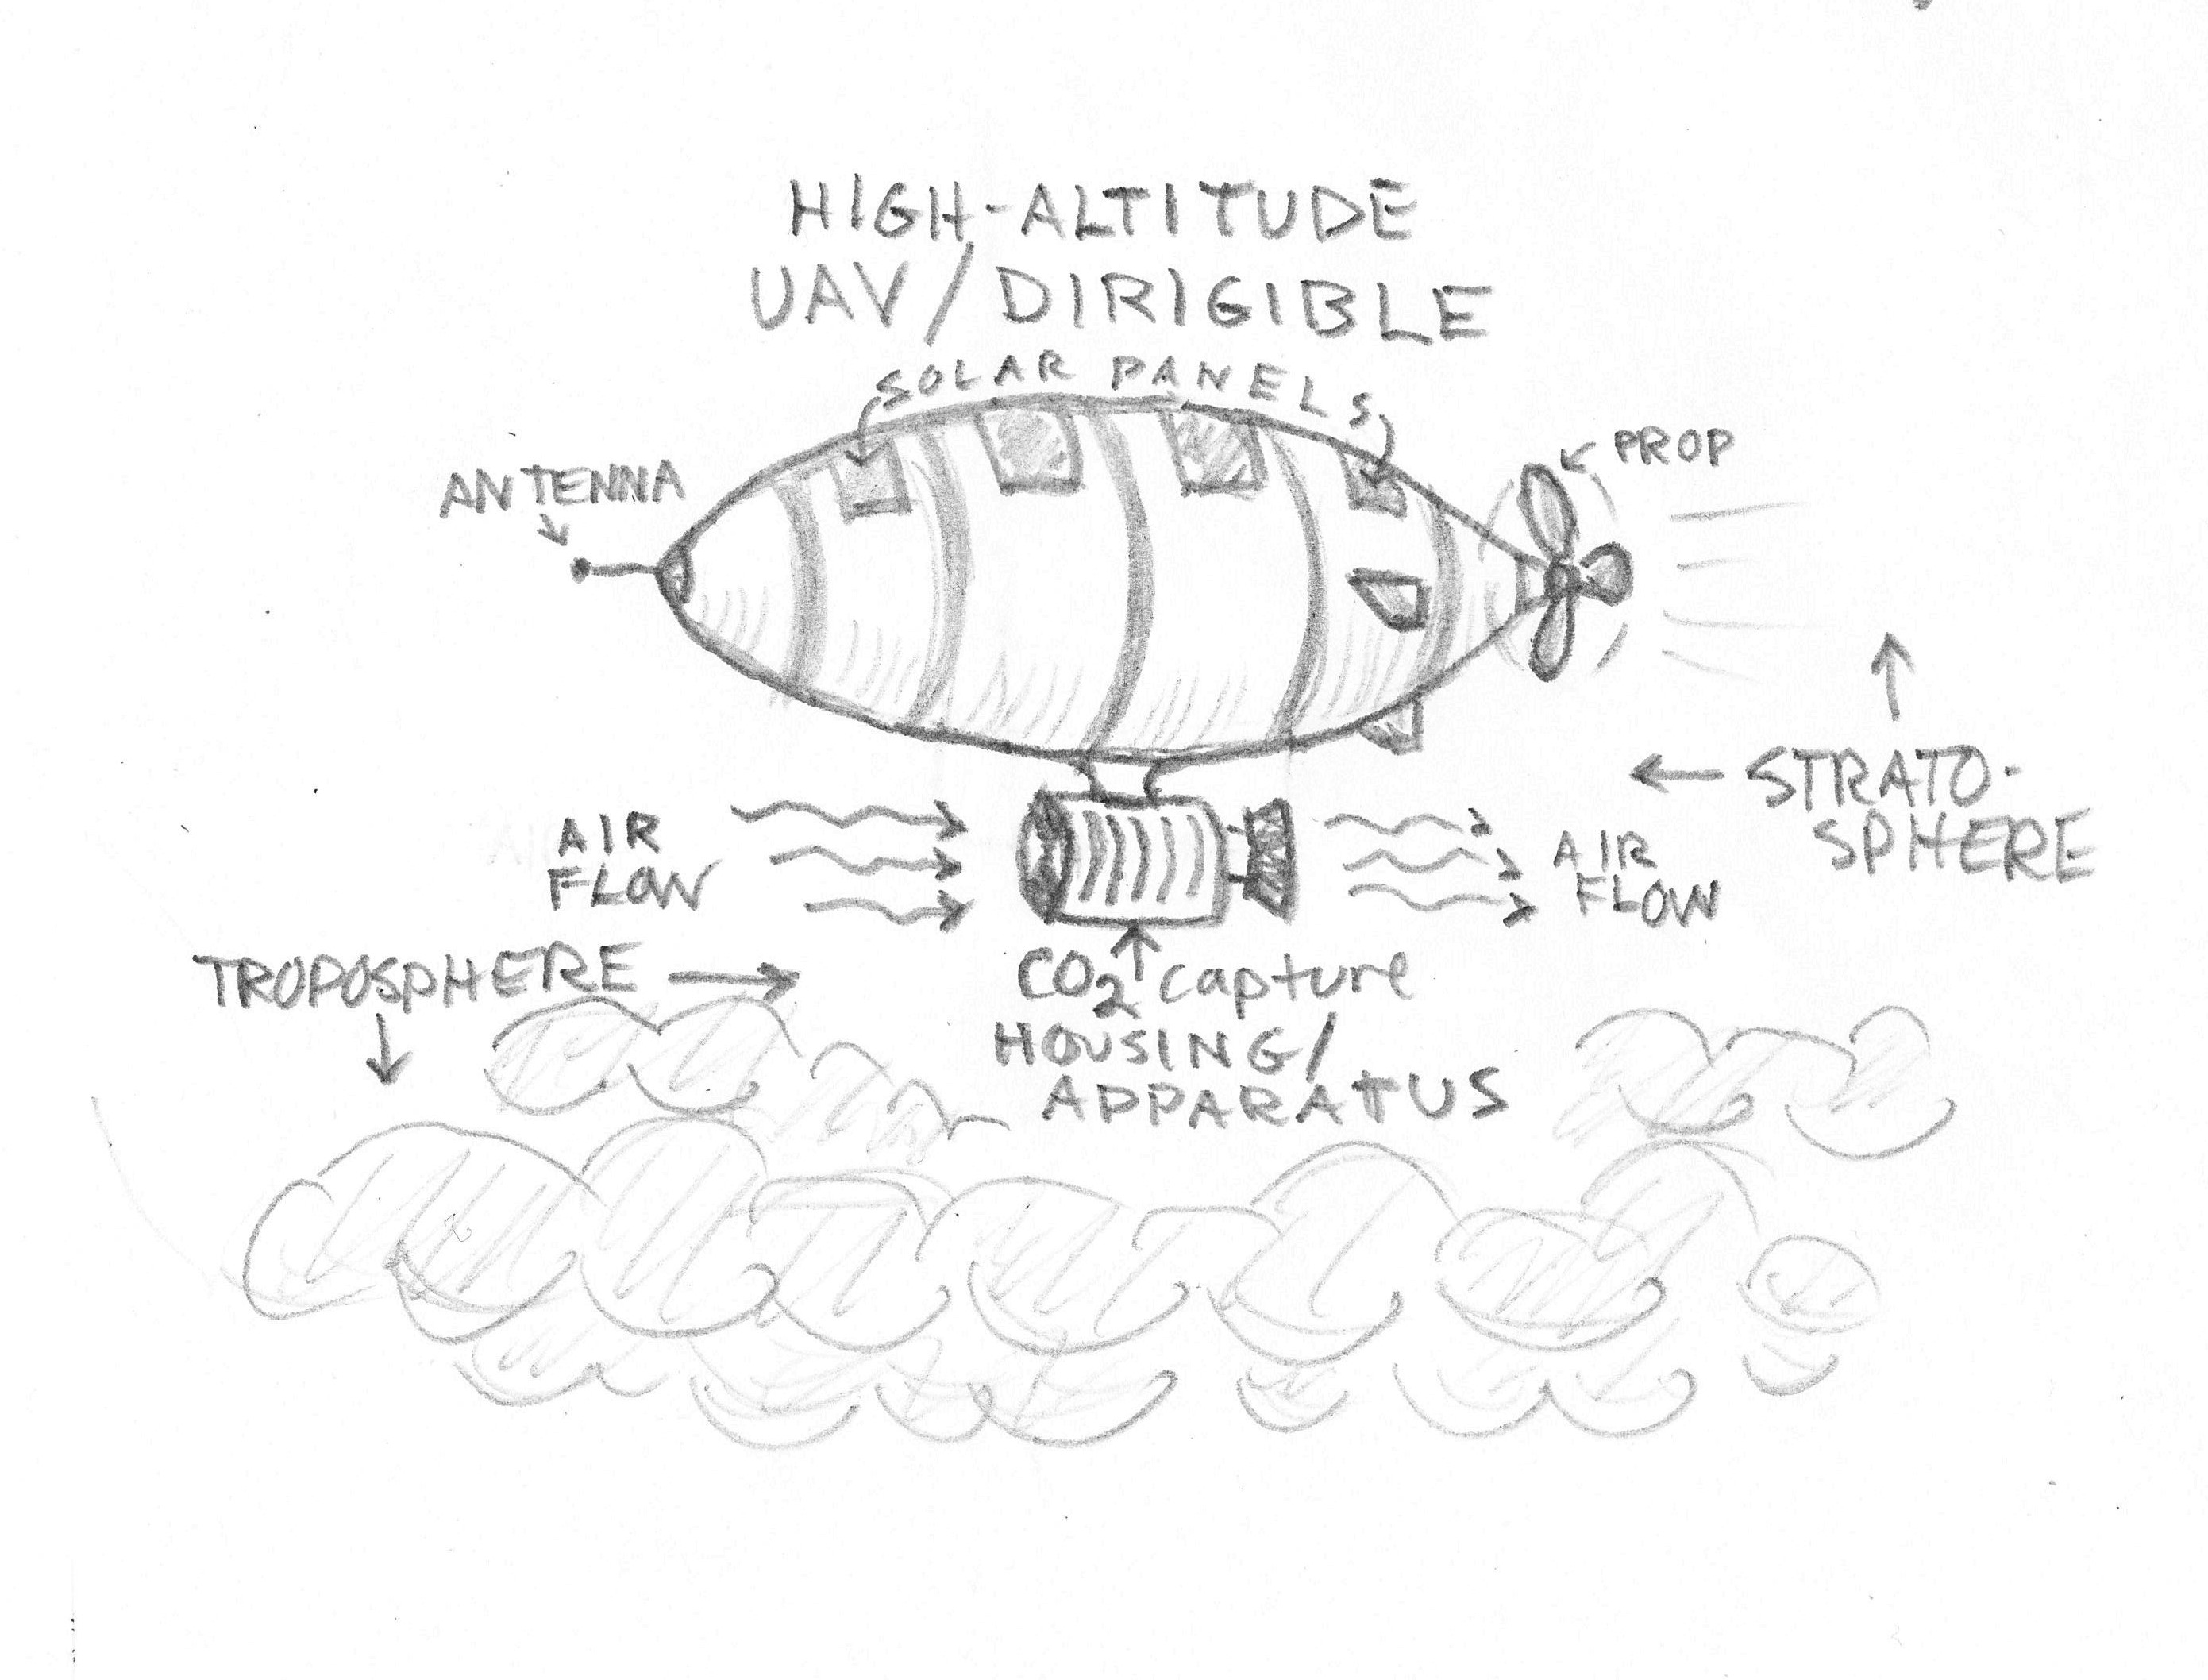 HIGH-ALTITUDE
UAV/DIRIGIBLE
SOLAR PANELS
PROP
ANTENNA
STRATO-
SPHERE
AIR
FLOW
AIR
FLOW
TROPOSPHERE
CO2 capture
HOUSING/
APPARATUS